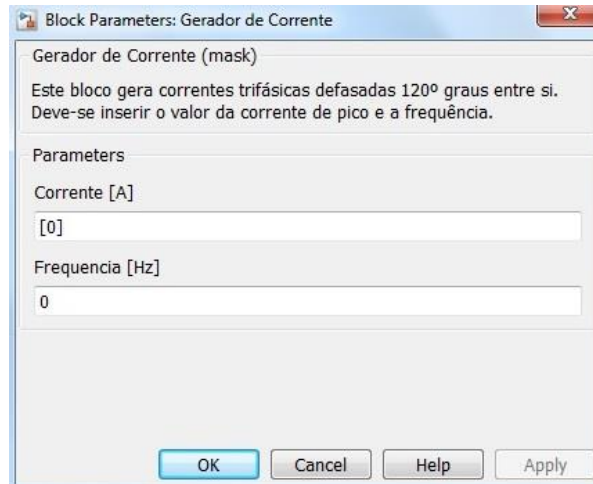 Block Parameters: Gerador de Corrente
Gerador de Corrente (mask)
Este bloco gera correntes trifásicas defasadas 120º graus entre si.
Deve-se inserir o valor da corrente de pico e a frequência.
Parameters
Corrente [A]
[0]
Frequencia [Hz]
0
OK
Cancel
Help
Apply